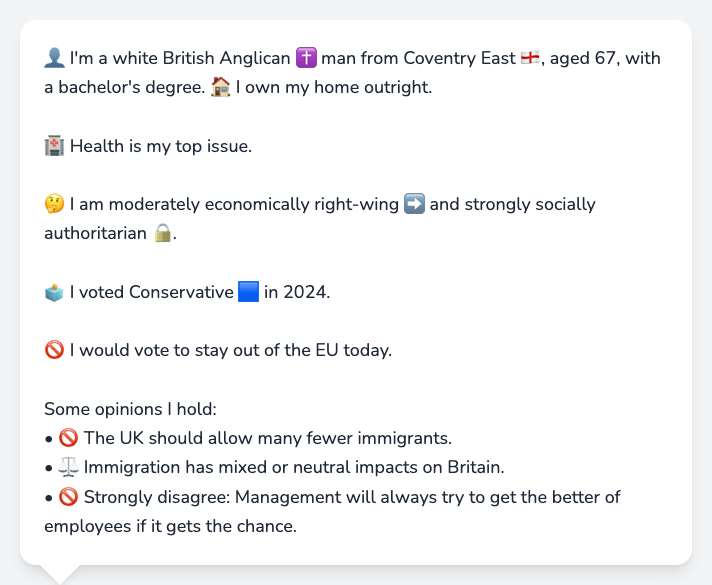 👤 I'm a white British Anglican ✝️ man from Coventry East 🏴󠁧󠁢󠁥󠁮󠁧󠁿, aged 67, with
a bachelor's degree. 🏠 I own my home outright.
🏥 Health is my top issue.
🤔 I am moderately economically right-wing ➡️ and strongly socially
authoritarian 🔒.
🗳️ I voted Conservative 🟦 in 2024.
🚫 I would vote to stay out of the EU today.
Some opinions I hold:
• 🚫 The UK should allow many fewer immigrants.
• ⚖️ Immigration has mixed or neutral impacts on Britain.
• 🚫 Strongly disagree: Management will always try to get the better of
employees if it gets the chance.